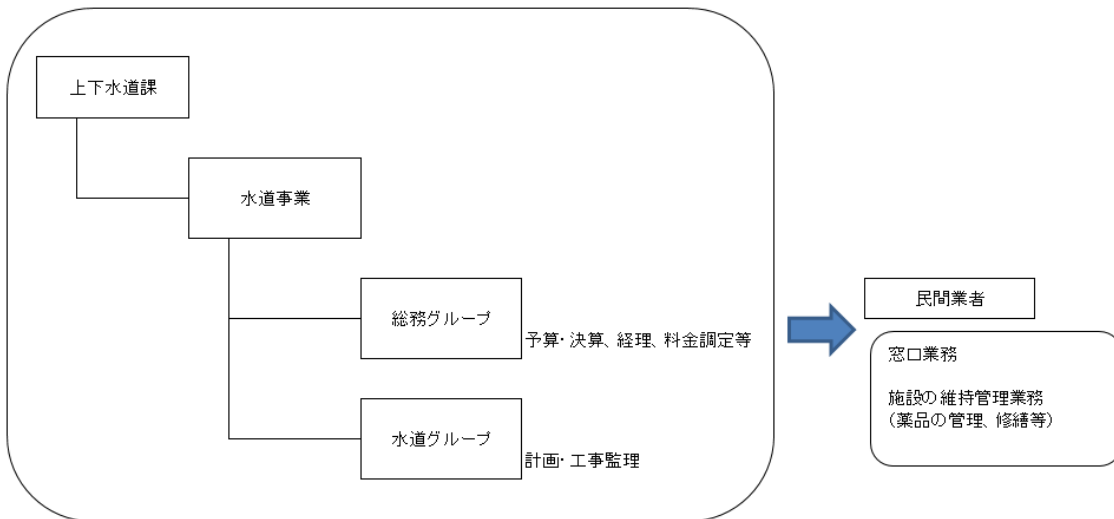 上下水道課
水道事業
総務グループ
予算・決算、経理、料金調定等
水道グループ
計画・工事監理
民間業者
窓口業務
施設の維持管理業務
(薬品の管理、修繕等)